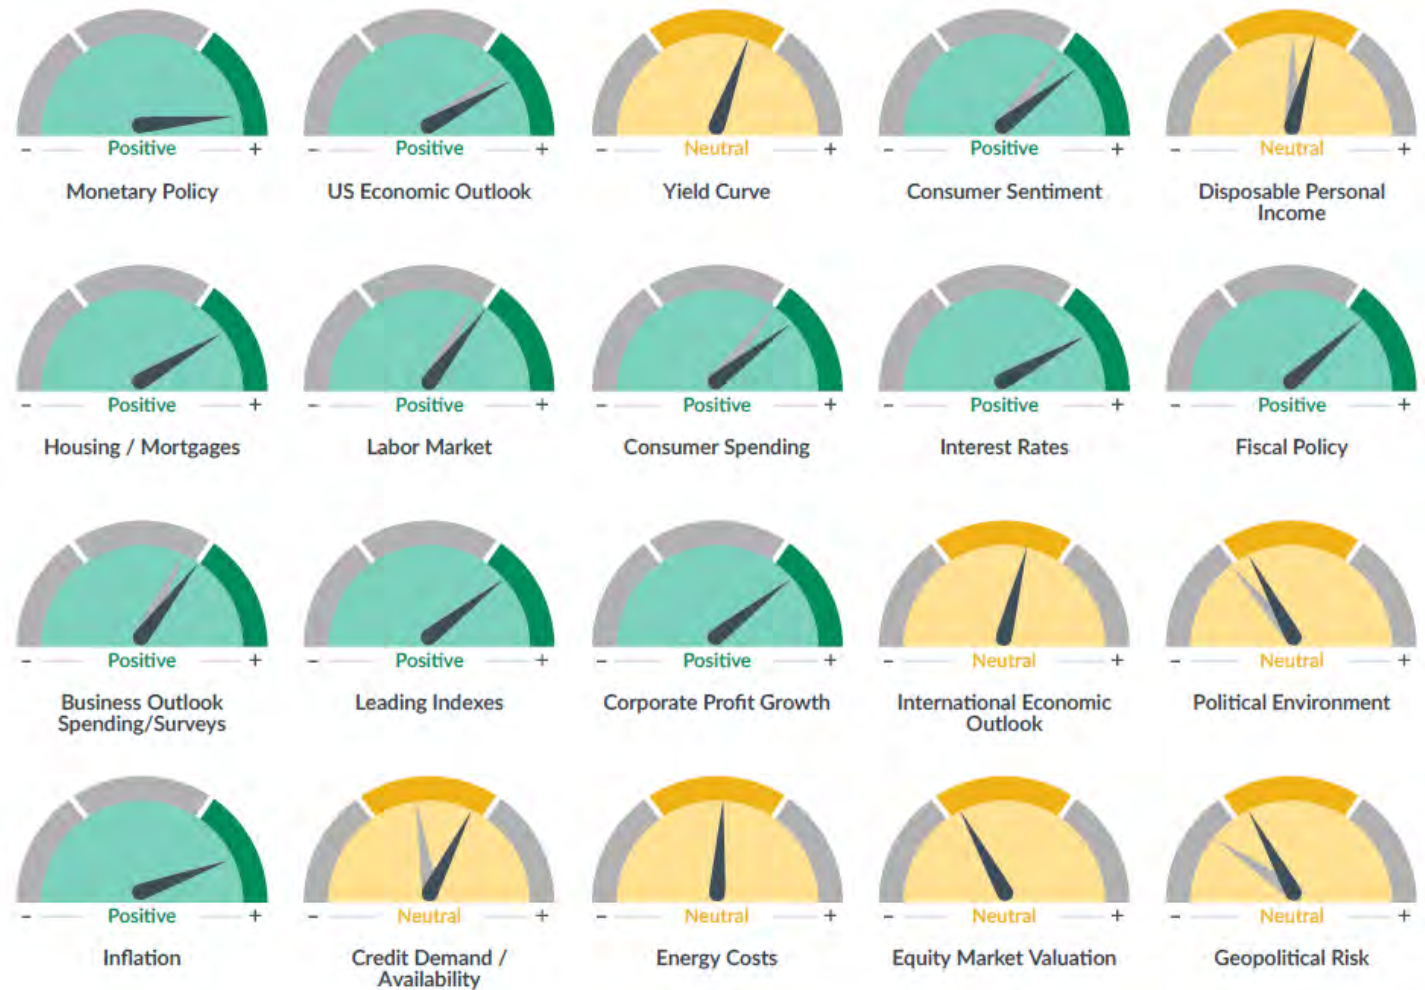 - Positive +
Monetary Policy
- Positive +
US Economic Outlook
- Neutral +
Yield Curve
- Positive +
Consumer Sentiment
- Neutral +
Disposable Personal
Income
- Positive +
Housing / Mortgages
- Positive +
Labor Market
- Positive +
Consumer Spending
- Positive +
Interest Rates
- Positive +
Fiscal Policy
- Positive +
Business Outlook
Spending/Surveys
- Positive +
Leading Indexes
- Positive +
Corporate Profit Growth
- Neutral +
International Economic
Outlook
- Neutral +
Political Environment
- Positive +
Inflation
- Neutral +
Credit Demand /
Availability
- Neutral +
Energy Costs
- Neutral +
Equity Market Valuation
- Neutral +
Geopolitical Risk